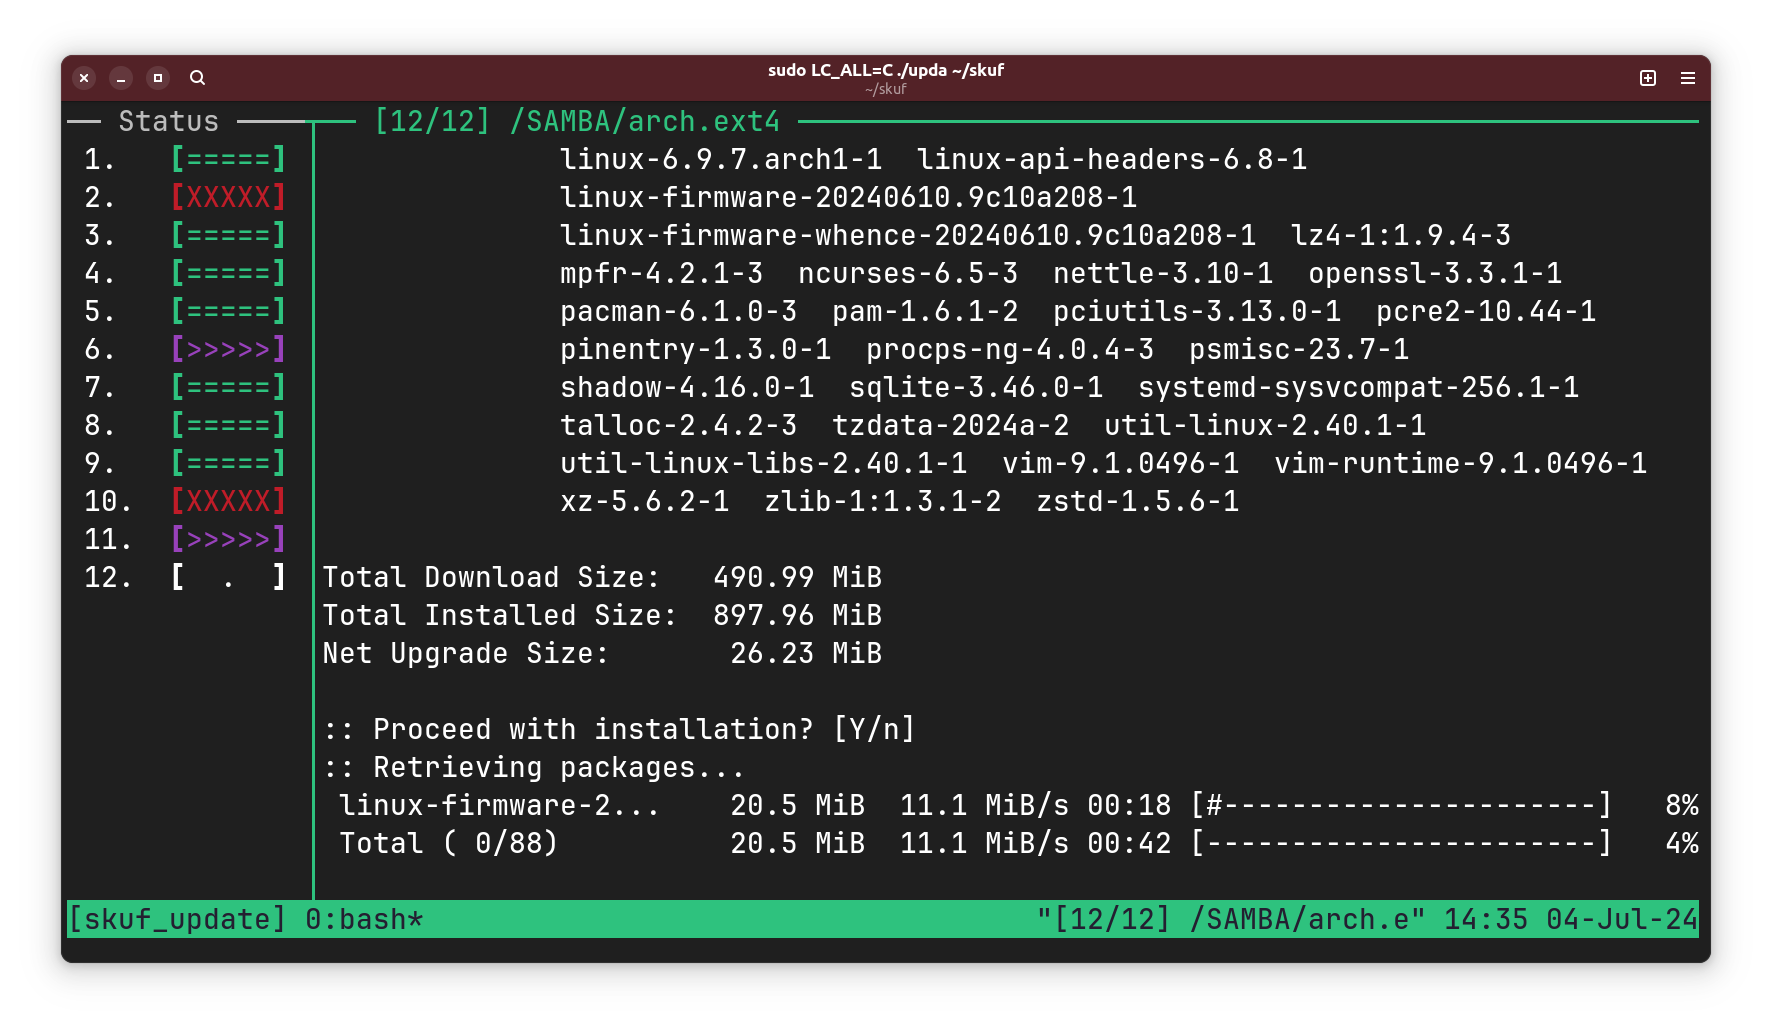 sudo LC_ALL=C ./upda ~/skuf
~/skuf
Status
[12/12] /SAMBA/arch.ext4
1. [=====]
2. [XXXXX]
3. [=====]
4. [=====]
5. [=====]
6. [>>>>>]
7. [=====]
8. [=====]
9. [=====]
10. [XXXXX]
11. [>>>>>]
12. [  .  ]
linux-6.9.7.arch1-1  linux-api-headers-6.8-1
linux-firmware-20240610.9c10a208-1
linux-firmware-whence-20240610.9c10a208-1  lz4-1:1.9.4-3
mpfr-4.2.1-3  ncurses-6.5-3  nettle-3.10-1  openssl-3.3.1-1
pacman-6.1.0-3  pam-1.6.1-2  pciutils-3.13.0-1  pcre2-10.44-1
pinentry-1.3.0-1  procps-ng-4.0.4-3  psmisc-23.7-1
shadow-4.16.0-1  sqlite-3.46.0-1  systemd-sysvcompat-256.1-1
talloc-2.4.2-3  tzdata-2024a-2  util-linux-2.40.1-1
util-linux-libs-2.40.1-1  vim-9.1.0496-1  vim-runtime-9.1.0496-1
xz-5.6.2-1  zlib-1:1.3.1-2  zstd-1.5.6-1
Total Download Size:   490.99 MiB
Total Installed Size:  897.96 MiB
Net Upgrade Size:       26.23 MiB
:: Proceed with installation? [Y/n]
:: Retrieving packages...
linux-firmware-2...    20.5 MiB  11.1 MiB/s 00:18 [#----------------------]   8%
Total ( 0/88)          20.5 MiB  11.1 MiB/s 00:42 [-----------------------]   4%
[skuf_update] 0:bash*    "[12/12] /SAMBA/arch.e" 14:35 04-Jul-24